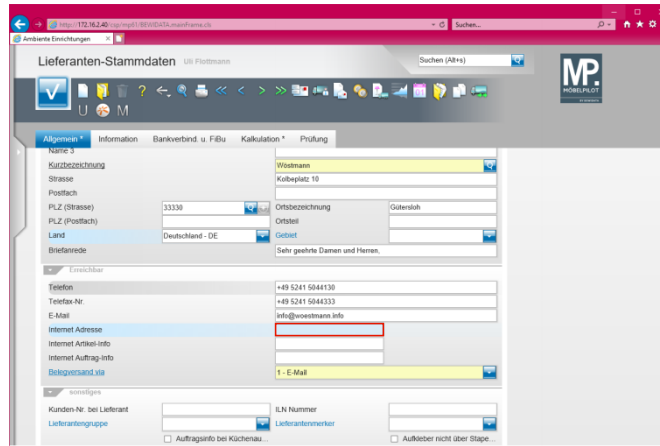 http://172.16.2.40/csp/mp61/BEWIDATA.mainframe.cls
Suchen...
Ambiente Einrichtungen
Lieferanten-Stammdaten Uli Flottmann
Suchen (Alt+s)
MP.
MÖBELPILOT
U M
Allgemein * Information Bankverbind. u. FiBu Kalkulation * Prüfung
Name 3
Kurzbezeichnung Wöstmann
Strasse Kolbeplatz 10
Postfach
PLZ (Strasse) 33330 Ortsbezeichnung Gütersloh
PLZ (Postfach) Ortsteil
Land Deutschland - DE Gebiet
Briefanrede Sehr geehrte Damen und Herren,
Erreichbar
Telefon +49 5241 5044130
Telefax-Nr. +49 5241 5044333
E-Mail info@woestmann.info
Internet Adresse
Internet Artikel-Info
Internet Auftrag-Info
Belegversand via 1 - E-Mail
sonstiges
Kunden-Nr. bei Lieferant ILN Nummer
Lieferantengruppe Lieferantenmerker
Auftragsinfo bei Küchenau... Aufkleber nicht über Stape...